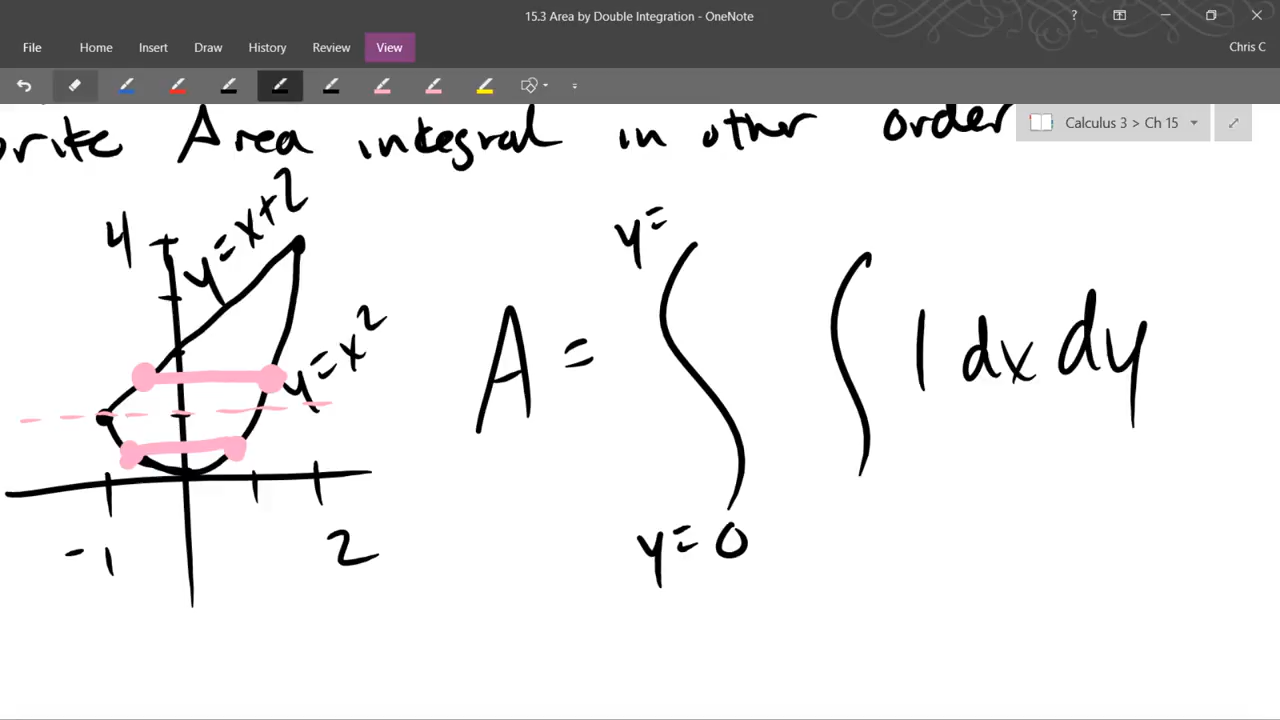 15.3 Area by Double Integration - OneNote
File Home Insert Draw History Review View Chris C
Calculus 3 > Ch 15
Area integral in other order
4
y=x+2
y=x²
-1
2
A = ∫ ∫ 1 dx dy
y=
y=0